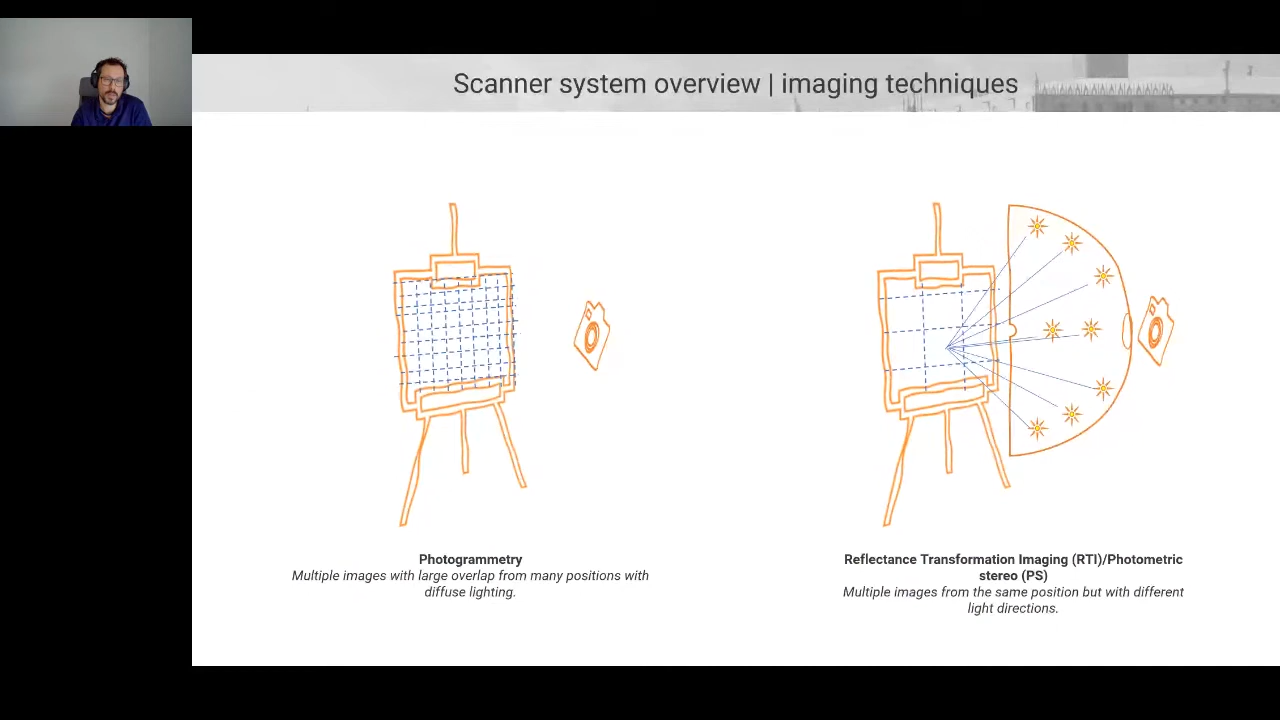 Scanner system overview | imaging techniques
Photogrammetry
Multiple images with large overlap from many positions with
diffuse lighting.
Reflectance Transformation Imaging (RTI)/Photometric
stereo (PS)
Multiple images from the same position but with different
light directions.